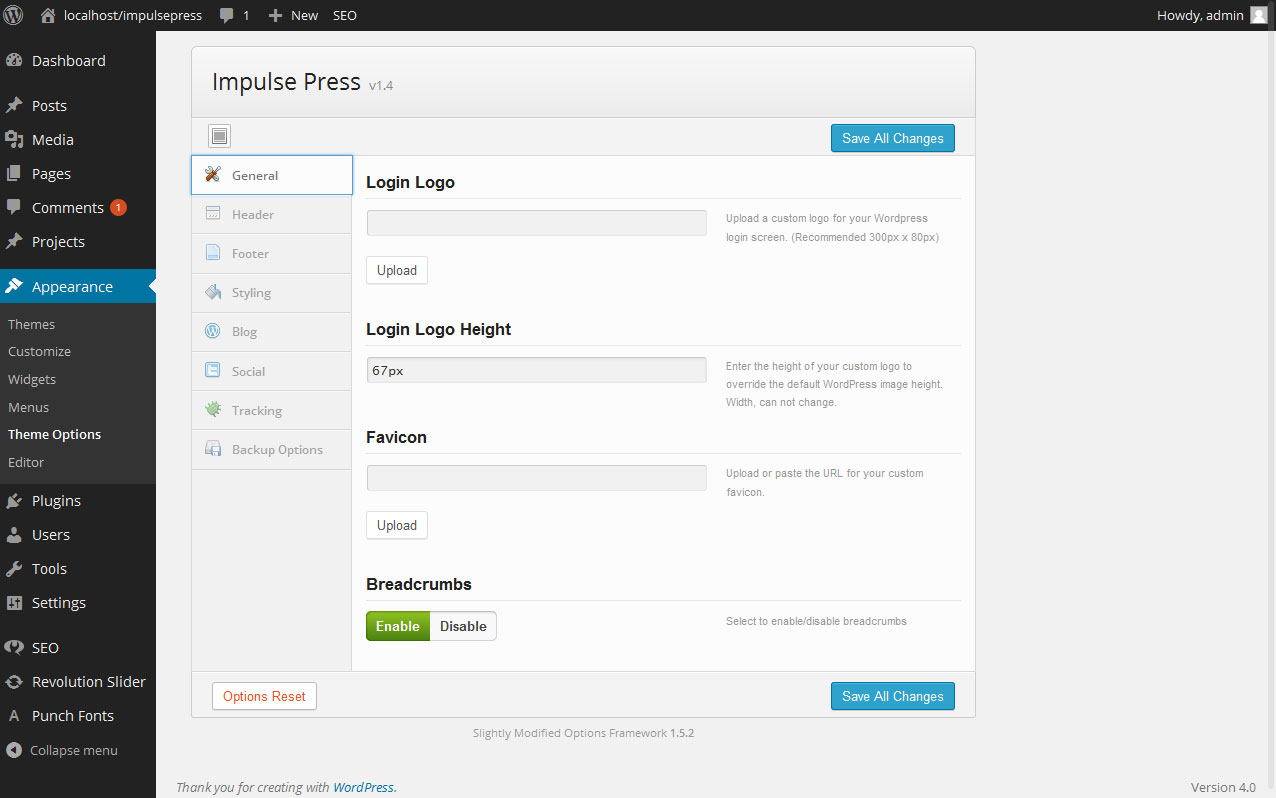 localhost/impulsepress 1 New SEO Howdy, admin
Dashboard
Posts
Media
Pages
Comments 1
Projects
Appearance
Themes
Customize
Widgets
Menus
Theme Options
Editor
Plugins
Users
Tools
Settings
SEO
Revolution Slider
Punch Fonts
Collapse menu
Impulse Press v1.4
Save All Changes
General
Header
Footer
Styling
Blog
Social
Tracking
Backup Options
Login Logo
Upload a custom logo for your Wordpress
login screen. (Recommended 300px x 80px)
Upload
Login Logo Height
67px
Enter the height of your custom logo to
override the default WordPress image height.
Width, can not change.
Favicon
Upload or paste the URL for your custom
favicon.
Upload
Breadcrumbs
Enable Disable
Select to enable/disable breadcrumbs
Options Reset Save All Changes
Slightly Modified Options Framework 1.5.2
Thank you for creating with WordPress. Version 4.0